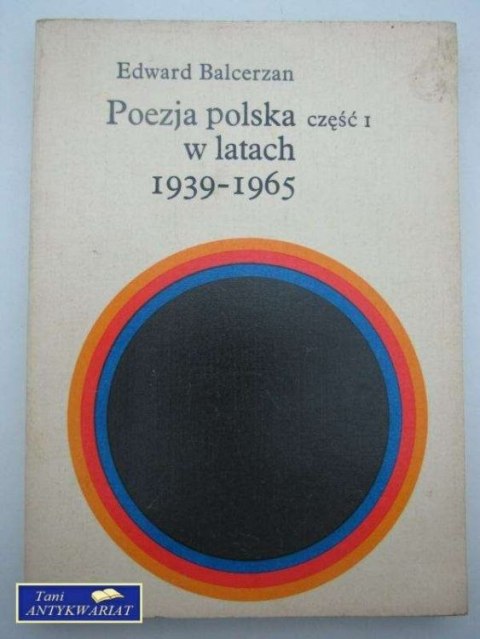 Edward Balcerzan
Poezja polska część I
w latach
1939-1965
Tani
ANTYKWARIAT